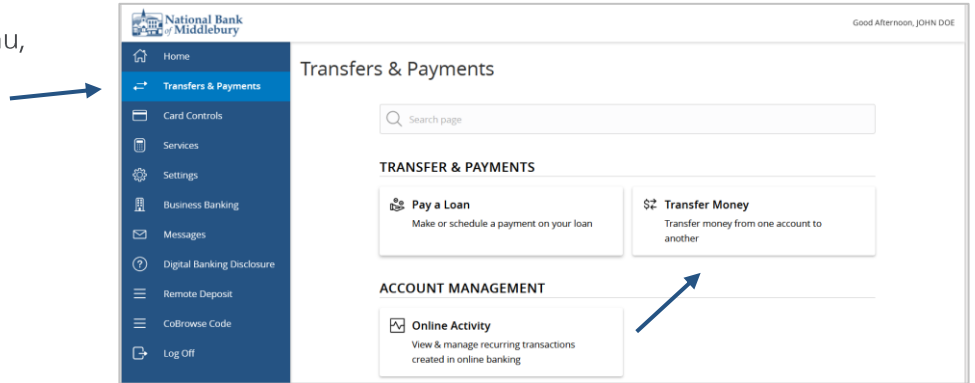 nu,
National Bank
of Middlebury
Good Afternoon, JOHN DOE
Home
Transfers & Payments
Card Controls
Services
Settings
Business Banking
Messages
Digital Banking Disclosure
Remote Deposit
CoBrowse Code
Log Off
Transfers & Payments
Search page
TRANSFER & PAYMENTS
Pay a Loan
Make or schedule a payment on your loan
Transfer Money
Transfer money from one account to
another
ACCOUNT MANAGEMENT
Online Activity
View & manage recurring transactions
created in online banking